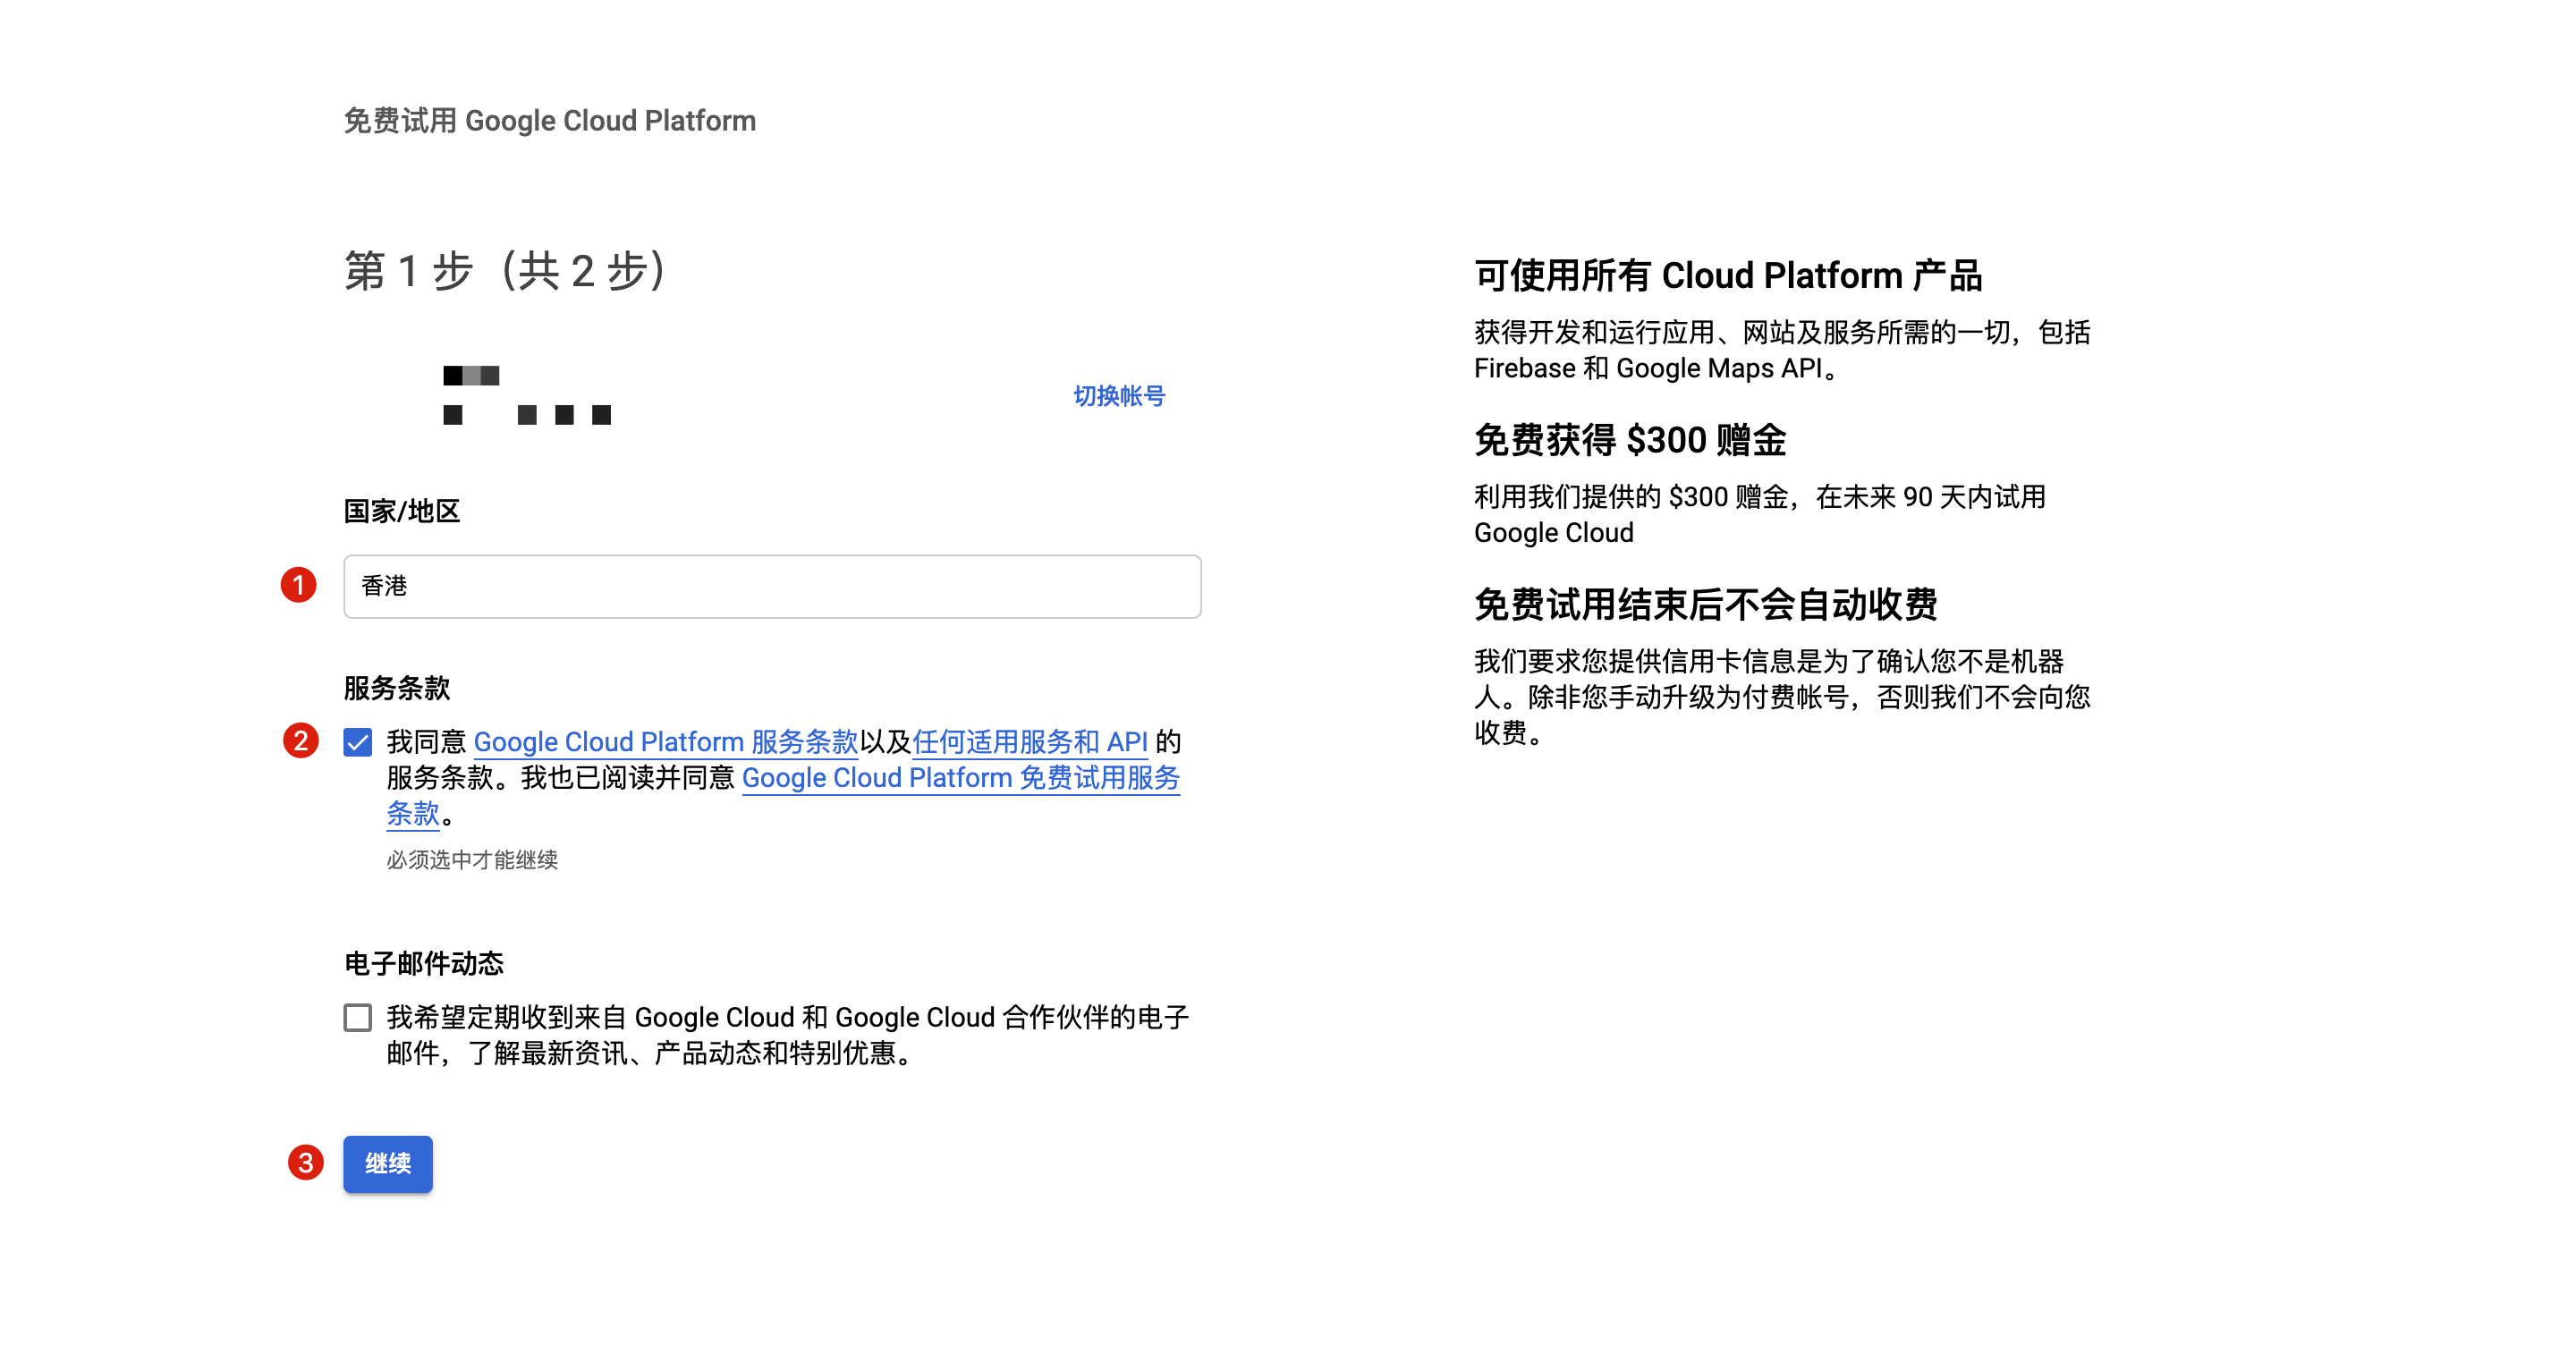 免费试用 Google Cloud Platform
第 1 步（共 2 步）
切换帐号
国家/地区
1
香港
服务条款
2
我同意 Google Cloud Platform 服务条款以及任何适用服务和 API 的
服务条款。我也已阅读并同意 Google Cloud Platform 免费试用服务
条款。
必须选中才能继续
电子邮件动态
我希望定期收到来自 Google Cloud 和 Google Cloud 合作伙伴的电子
邮件，了解最新资讯、产品动态和特别优惠。
3
继续
可使用所有 Cloud Platform 产品
获得开发和运行应用、网站及服务所需的一切，包括
Firebase 和 Google Maps API。
免费获得 $300 赠金
利用我们提供的 $300 赠金，在未来 90 天内试用
Google Cloud
免费试用结束后不会自动收费
我们要求您提供信用卡信息是为了确认您不是机器
人。除非您手动升级为付费帐号，否则我们不会向您
收费。